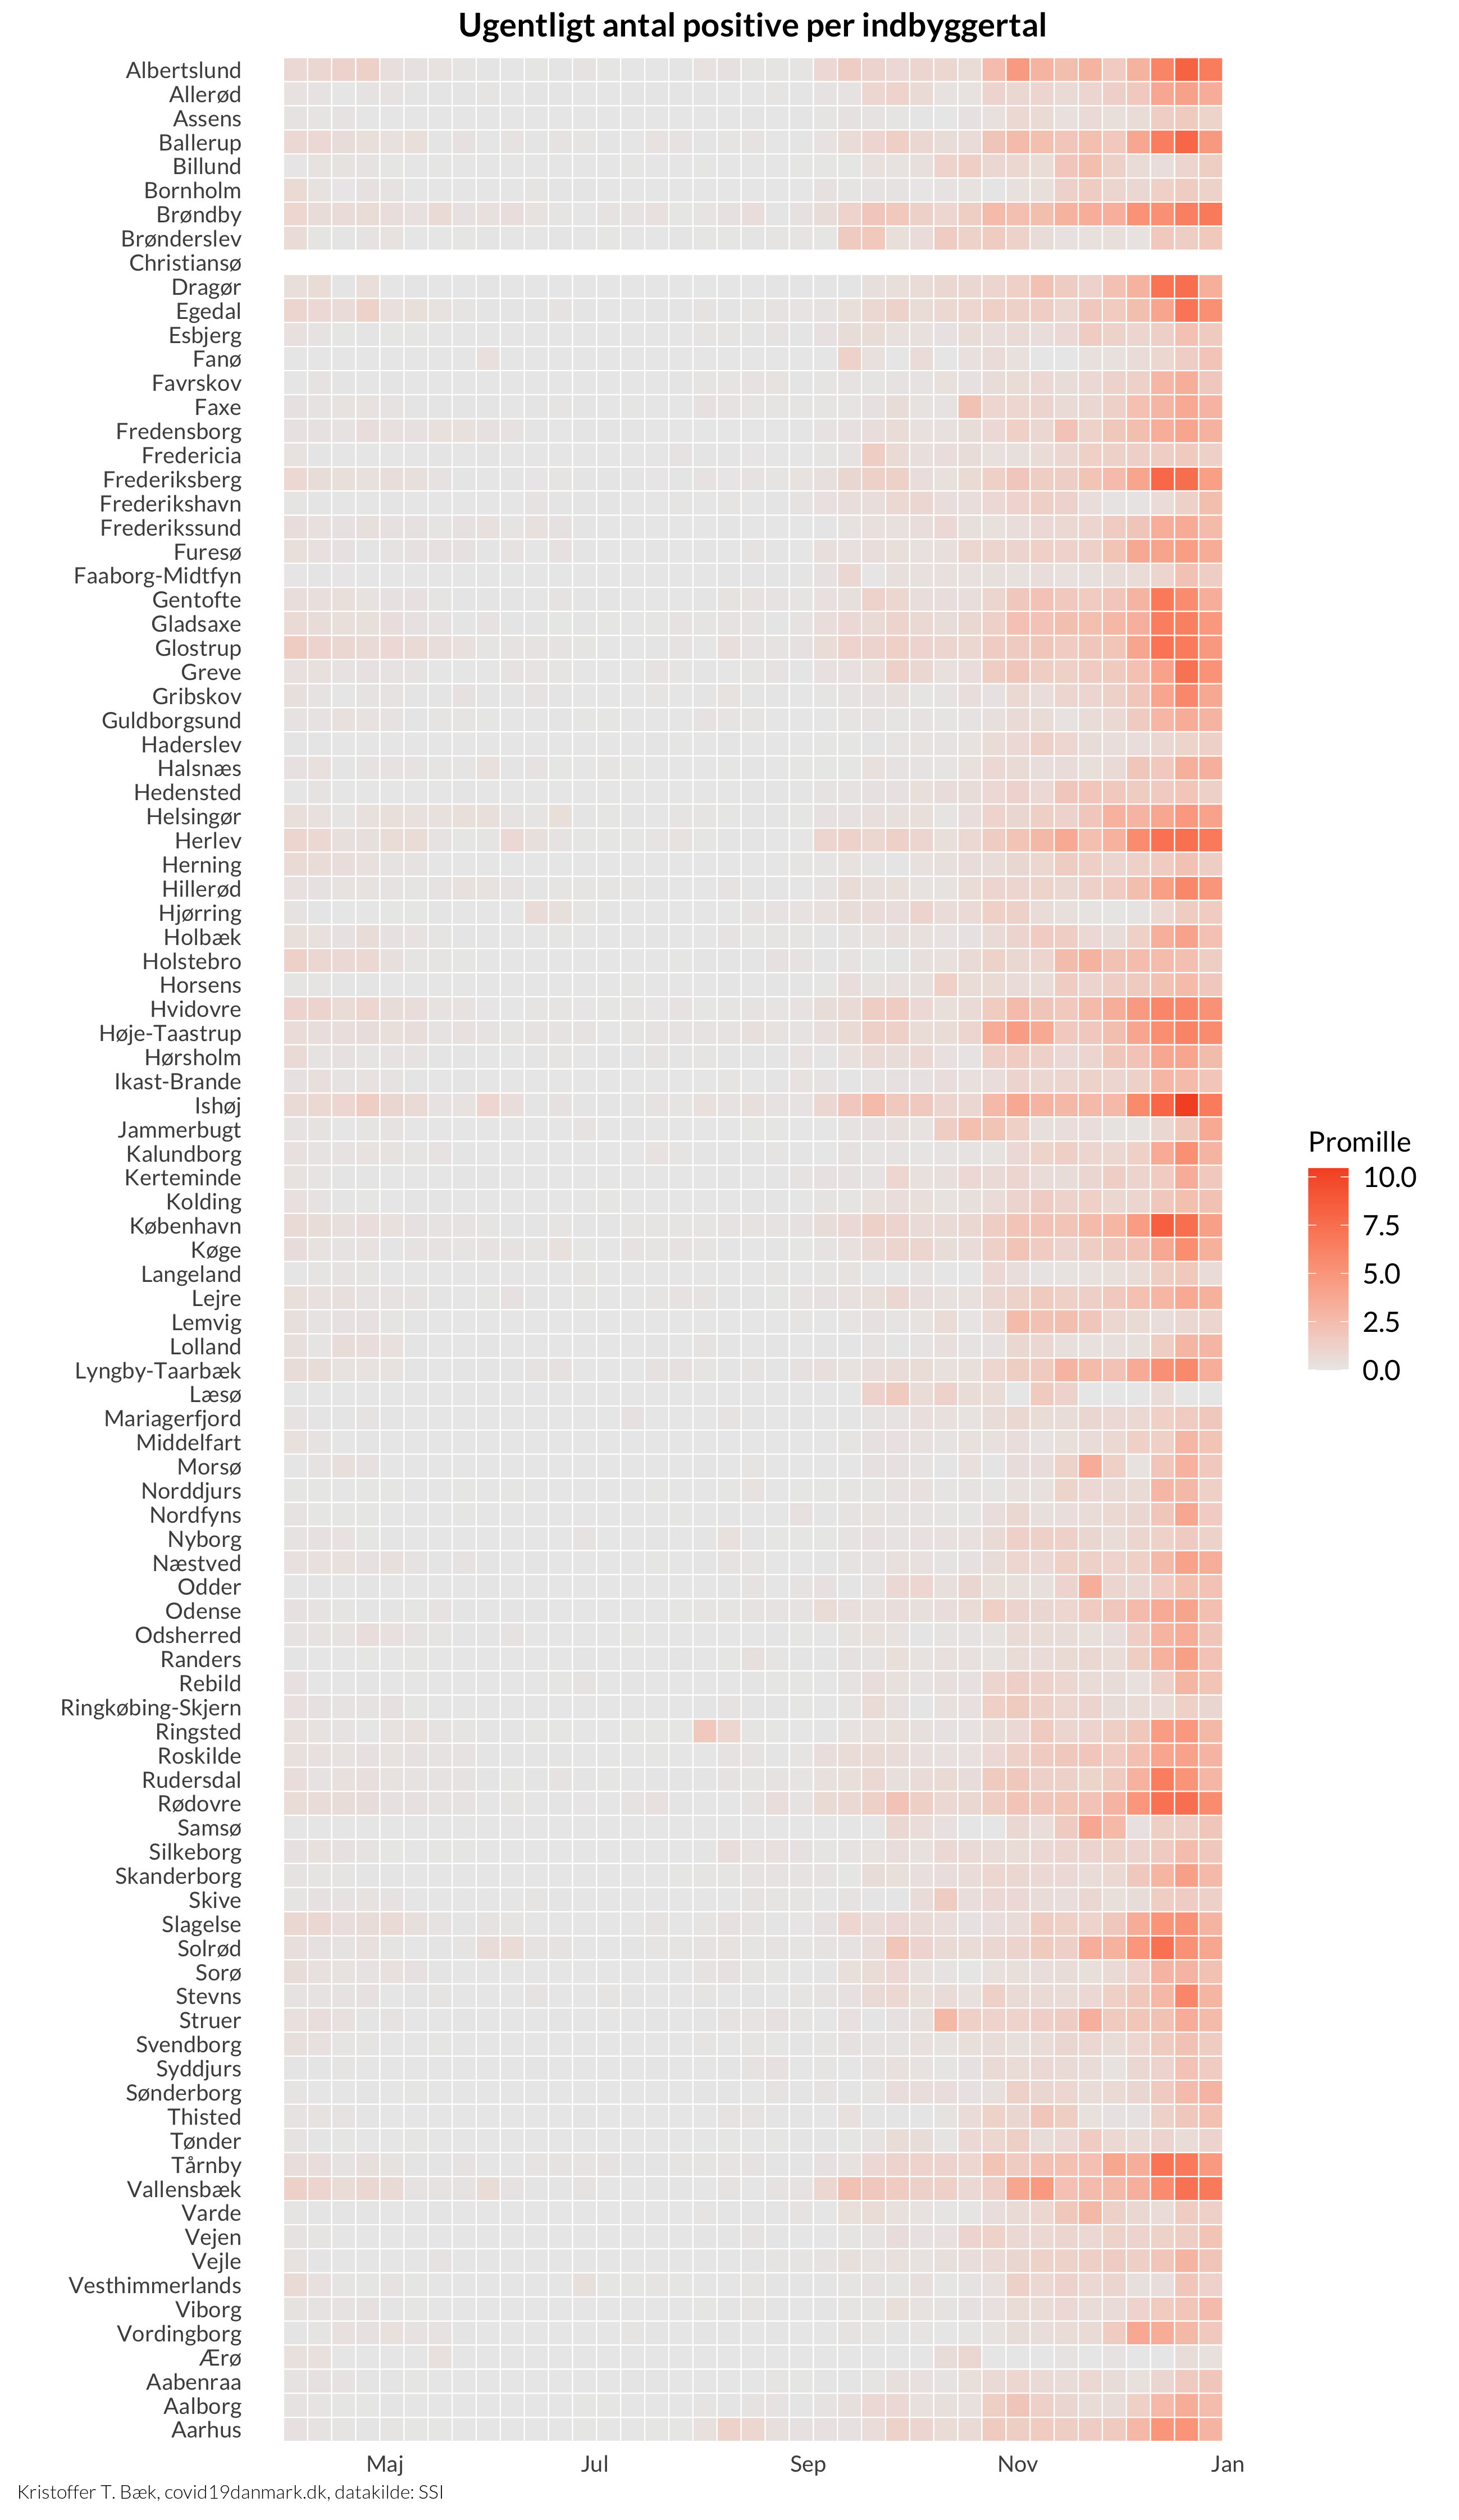 Ugentligt antal positive per indbyggertal
Albertslund
Allerød
Assens
Ballerup
Billund
Bornholm
Brøndby
Brønderslev
Christiansø
Dragør
Egedal
Esbjerg
Fanø
Favrskov
Faxe
Fredensborg
Fredericia
Frederiksberg
Frederikshavn
Frederikssund
Furesø
Faaborg-Midtfyn
Gentofte
Gladsaxe
Glostrup
Greve
Gribskov
Guldborgsund
Haderslev
Halsnæs
Hedensted
Helsingør
Herlev
Herning
Hillerød
Hjørring
Holbæk
Holstebro
Horsens
Hvidovre
Høje-Taastrup
Hørsholm
Ikast-Brande
Ishøj
Jammerbugt
Kalundborg
Kerteminde
Kolding
København
Køge
Langeland
Lejre
Lemvig
Lolland
Lyngby-Taarbæk
Læsø
Mariagerfjord
Middelfart
Morsø
Norddjurs
Nordfyns
Nyborg
Næstved
Odder
Odense
Odsherred
Randers
Rebild
Ringkøbing-Skjern
Ringsted
Roskilde
Rudersdal
Rødovre
Samsø
Silkeborg
Skanderborg
Skive
Slagelse
Solrød
Sorø
Stevns
Struer
Svendborg
Syddjurs
Sønderborg
Thisted
Tønder
Tårnby
Vallensbæk
Varde
Vejen
Vejle
Vesthimmerlands
Viborg
Vordingborg
Ærø
Aabenraa
Aalborg
Aarhus
Maj Jul Sep Nov Jan
Promille
10.0
7.5
5.0
2.5
0.0
Kristoffer T. Bæk, covid19danmark.dk, datakilde: SSI